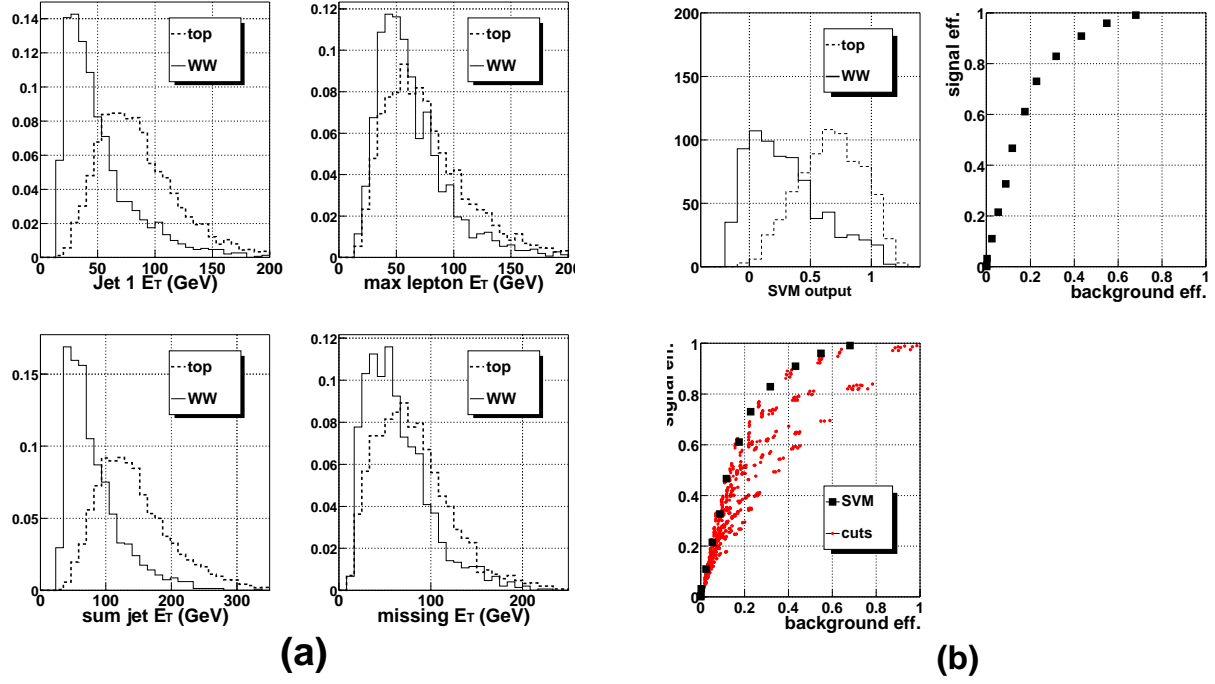 0.14
0.12
0.1
0.08
0.06
0.04
0.02
0
0 50 100 150 200
Jet 1 ET (GeV)
top
WW
0.12
0.1
0.08
0.06
0.04
0.02
0
0 50 100 150 200
max lepton ET (GeV)
top
WW
0.15
0.1
0.05
0
0 100 200 300
sum jet ET (GeV)
top
WW
0.12
0.1
0.08
0.06
0.04
0.02
0
0 100 200
missing ET (GeV)
top
WW
(a)
200
150
100
50
0
0 0.5 1
SVM output
top
WW
signal eff.
1
0.8
0.6
0.4
0.2
0
0 0.2 0.4 0.6 0.8 1
background eff.
signal eff.
1
0.8
0.6
0.4
0.2
0
0 0.2 0.4 0.6 0.8 1
background eff.
SVM
cuts
(b)